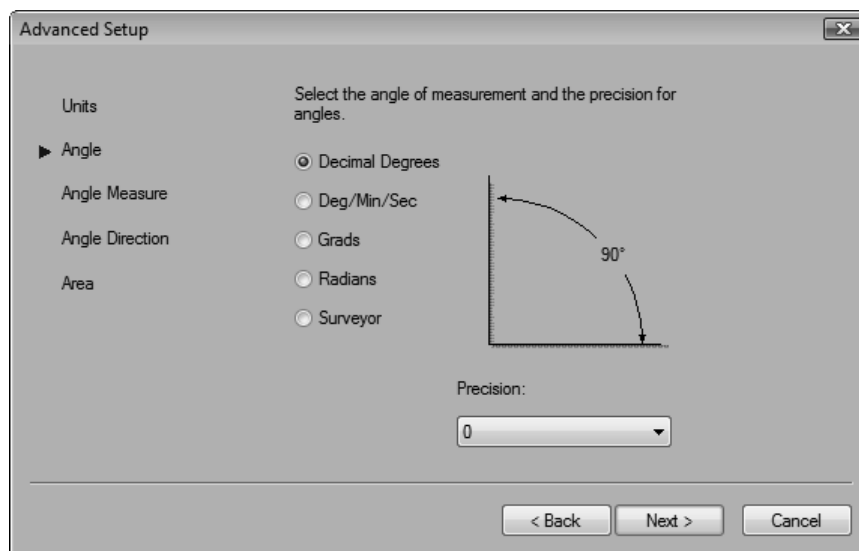 Advanced Setup
Units
Angle
Angle Measure
Angle Direction
Area
Select the angle of measurement and the precision for
angles.
Decimal Degrees
Deg/Min/Sec
Grads
Radians
Surveyor
90°
Precision:
0
< Back
Next >
Cancel